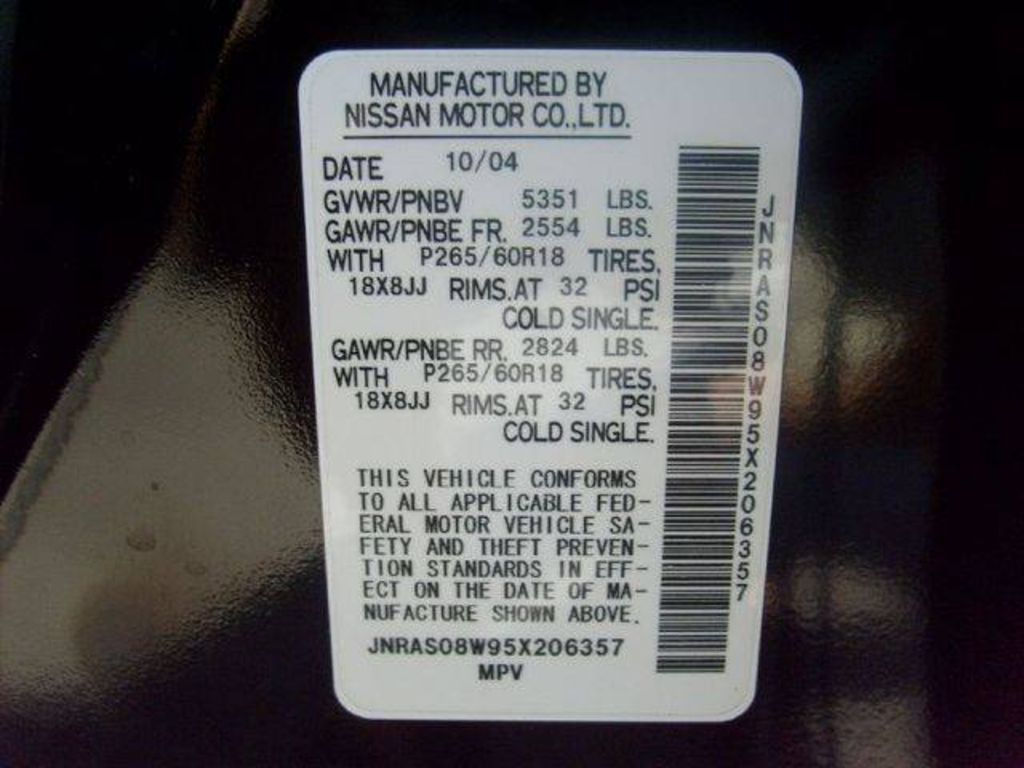 MANUFACTURED BY
NISSAN MOTOR CO.,LTD.
DATE 10/04
GVWR/PNBV 5351 LBS.
GAWR/PNBE FR. 2554 LBS.
WITH P265/60R18 TIRES,
18X8JJ RIMS.AT 32 PSI
COLD SINGLE.
GAWR/PNBE RR. 2824 LBS.
WITH P265/60R18 TIRES,
18X8JJ RIMS.AT 32 PSI
COLD SINGLE.
THIS VEHICLE CONFORMS
TO ALL APPLICABLE FED-
ERAL MOTOR VEHICLE SA-
FETY AND THEFT PREVEN-
TION STANDARDS IN EFF-
ECT ON THE DATE OF MA-
NUFACTURE SHOWN ABOVE.
JNRAS08W95X206357
MPV
JNRAS08W95X206357